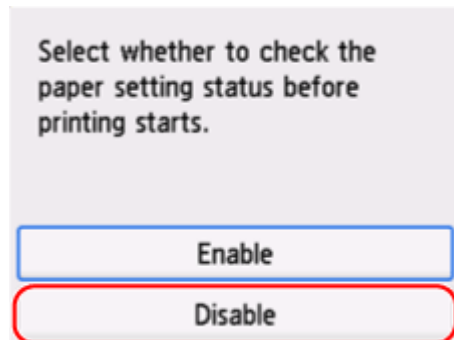 Select whether to check the
paper setting status before
printing starts.
Enable
Disable